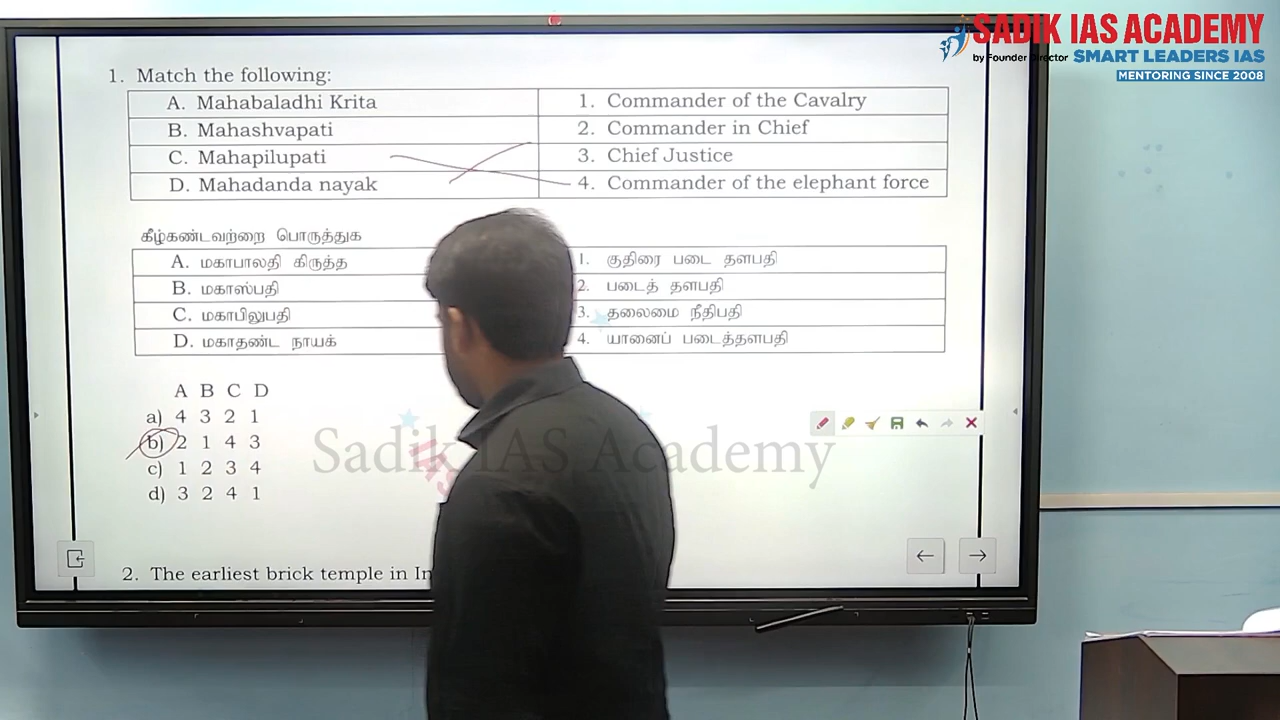 SADIK IAS ACADEMY
by Founder Director SMART LEADERS IAS
MENTORING SINCE 2008
1. Match the following:
A. Mahabaladhi Krita 1. Commander of the Cavalry
B. Mahashvapati 2. Commander in Chief
C. Mahapilupati 3. Chief Justice
D. Mahadanda nayak 4. Commander of the elephant force
கீழ்கண்டவற்றை பொருத்துக
A. மகாபாலதி கிருத்த 1. குதிரை படை தளபதி
B. மகாஸ்பதி 2. படைத் தளபதி
C. மகாபிலுபதி 3. தலைமை நீதிபதி
D. மகாதண்ட நாயக் 4. யானைப் படைத்தளபதி
A B C D
a) 4 3 2 1
b) 2 1 4 3
c) 1 2 3 4
d) 3 2 4 1
Sadik IAS Academy
2. The earliest brick temple in